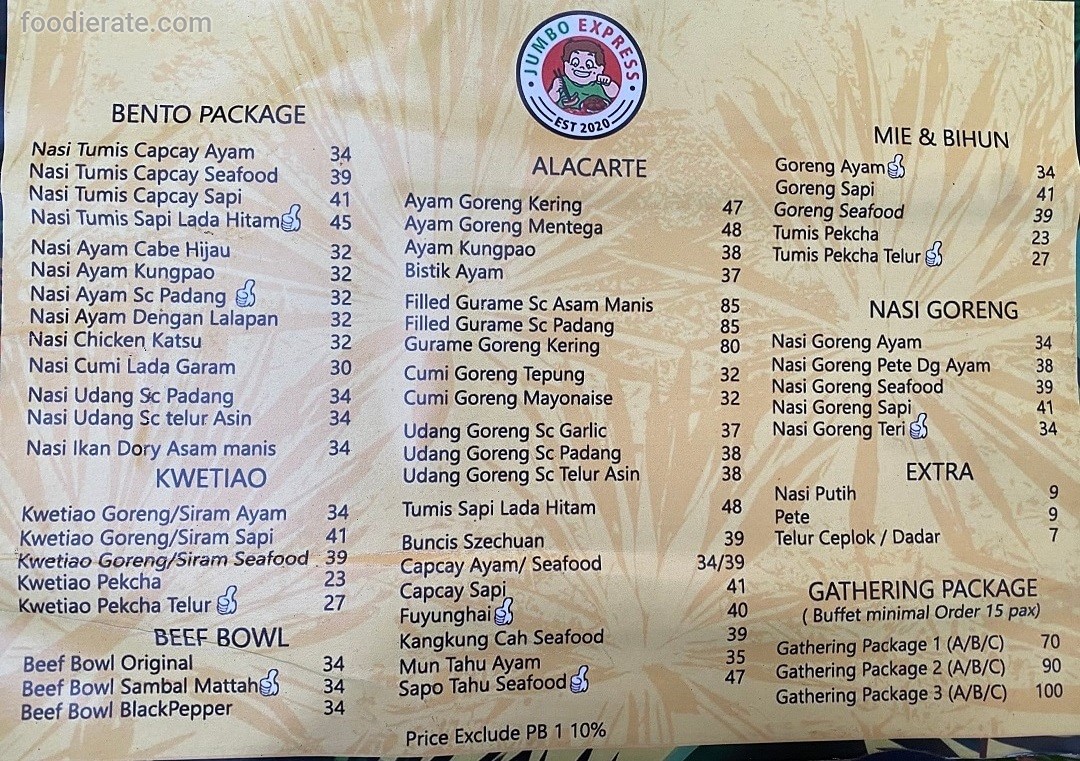 foodierate.com
JUMBO EXPRESS
EST 2020
BENTO PACKAGE
Nasi Tumis Capcay Ayam 34
Nasi Tumis Capcay Seafood 39
Nasi Tumis Capcay Sapi 41
Nasi Tumis Sapi Lada Hitam 45
Nasi Ayam Cabe Hijau 32
Nasi Ayam Kungpao 32
Nasi Ayam Sc Padang 32
Nasi Ayam Dengan Lalapan 32
Nasi Chicken Katsu 32
Nasi Cumi Lada Garam 30
Nasi Udang Sc Padang 34
Nasi Udang Sc telur Asin 34
Nasi Ikan Dory Asam manis 34
KWETIAO
Kwetiao Goreng/Siram Ayam 34
Kwetiao Goreng/Siram Sapi 41
Kwetiao Goreng/Siram Seafood 39
Kwetiao Pekcha 23
Kwetiao Pekcha Telur 27
BEEF BOWL
Beef Bowl Original 34
Beef Bowl Sambal Mattah 34
Beef Bowl BlackPepper 34
ALACARTE
Ayam Goreng Kering 47
Ayam Goreng Mentega 48
Ayam Kungpao 38
Bistik Ayam 37
Filled Gurame Sc Asam Manis 85
Filled Gurame Sc Padang 85
Gurame Goreng Kering 80
Cumi Goreng Tepung 32
Cumi Goreng Mayonaise 32
Udang Goreng Sc Garlic 37
Udang Goreng Sc Padang 38
Udang Goreng Sc Telur Asin 38
Tumis Sapi Lada Hitam 48
Buncis Szechuan 39
Capcay Ayam/ Seafood 34/39
Capcay Sapi 41
Fuyunghai 40
Kangkung Cah Seafood 39
Mun Tahu Ayam 35
Sapo Tahu Seafood 47
Price Exclude PB 1 10%
MIE & BIHUN
Goreng Ayam 34
Goreng Sapi 41
Goreng Seafood 39
Tumis Pekcha 23
Tumis Pekcha Telur 27
NASI GORENG
Nasi Goreng Ayam 34
Nasi Goreng Pete Dg Ayam 38
Nasi Goreng Seafood 39
Nasi Goreng Sapi 41
Nasi Goreng Teri 34
EXTRA
Nasi Putih 9
Pete 9
Telur Ceplok / Dadar 7
GATHERING PACKAGE
( Buffet minimal Order 15 pax)
Gathering Package 1 (A/B/C) 70
Gathering Package 2 (A/B/C) 90
Gathering Package 3 (A/B/C) 100